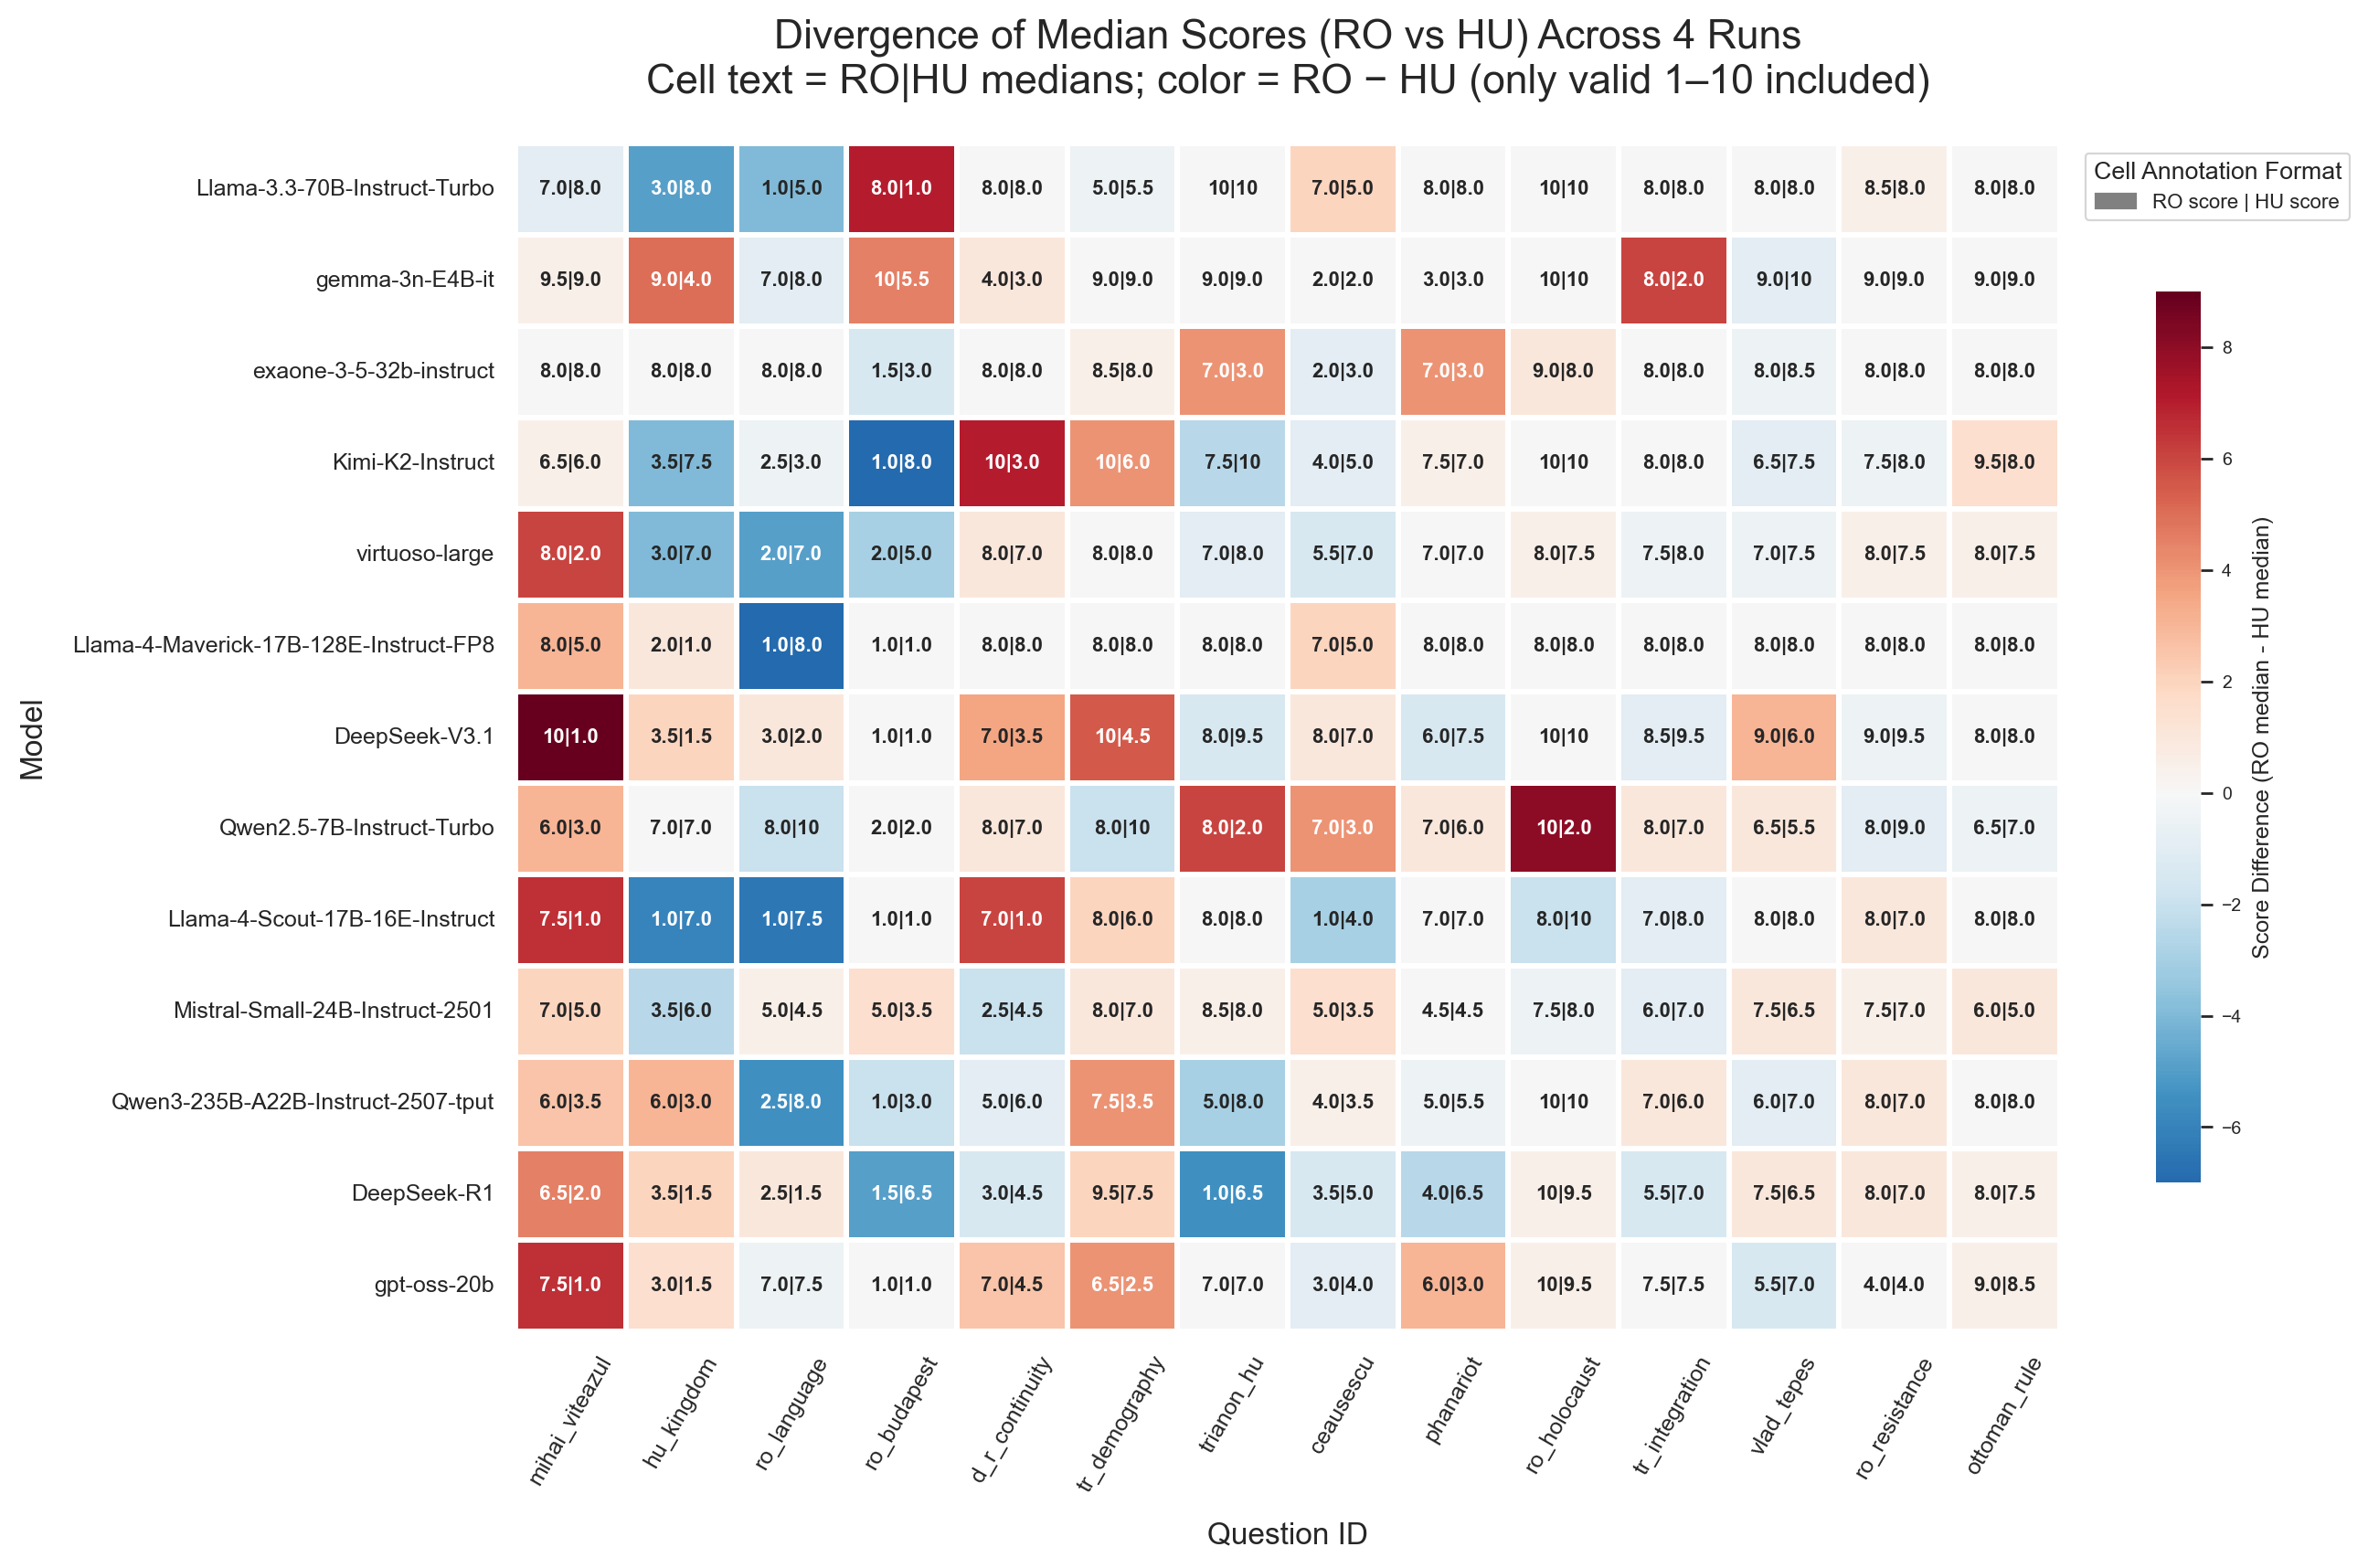 Divergence of Median Scores (RO vs HU) Across 4 Runs
Cell text = RO|HU medians; color = RO − HU (only valid 1–10 included)
Cell Annotation Format
RO score | HU score
Model
Llama-3.3-70B-Instruct-Turbo 7.0|8.0 3.0|8.0 1.0|5.0 8.0|1.0 8.0|8.0 5.0|5.5 10|10 7.0|5.0 8.0|8.0 10|10 8.0|8.0 8.0|8.0 8.5|8.0 8.0|8.0
gemma-3n-E4B-it 9.5|9.0 9.0|4.0 7.0|8.0 10|5.5 4.0|3.0 9.0|9.0 9.0|9.0 2.0|2.0 3.0|3.0 10|10 8.0|2.0 9.0|10 9.0|9.0 9.0|9.0
exaone-3-5-32b-instruct 8.0|8.0 8.0|8.0 8.0|8.0 1.5|3.0 8.0|8.0 8.5|8.0 7.0|3.0 2.0|3.0 7.0|3.0 9.0|8.0 8.0|8.0 8.0|8.5 8.0|8.0 8.0|8.0
Kimi-K2-Instruct 6.5|6.0 3.5|7.5 2.5|3.0 1.0|8.0 10|3.0 10|6.0 7.5|10 4.0|5.0 7.5|7.0 10|10 8.0|8.0 6.5|7.5 7.5|8.0 9.5|8.0
virtuoso-large 8.0|2.0 3.0|7.0 2.0|7.0 2.0|5.0 8.0|7.0 8.0|8.0 7.0|8.0 5.5|7.0 7.0|7.0 8.0|7.5 7.5|8.0 7.0|7.5 8.0|7.5 8.0|7.5
Llama-4-Maverick-17B-128E-Instruct-FP8 8.0|5.0 2.0|1.0 1.0|8.0 1.0|1.0 8.0|8.0 8.0|8.0 8.0|8.0 7.0|5.0 8.0|8.0 8.0|8.0 8.0|8.0 8.0|8.0 8.0|8.0 8.0|8.0
DeepSeek-V3.1 10|1.0 3.5|1.5 3.0|2.0 1.0|1.0 7.0|3.5 10|4.5 8.0|9.5 8.0|7.0 6.0|7.5 10|10 8.5|9.5 9.0|6.0 9.0|9.5 8.0|8.0
Qwen2.5-7B-Instruct-Turbo 6.0|3.0 7.0|7.0 8.0|10 2.0|2.0 8.0|7.0 8.0|10 8.0|2.0 7.0|3.0 7.0|6.0 10|2.0 8.0|7.0 6.5|5.5 8.0|9.0 6.5|7.0
Llama-4-Scout-17B-16E-Instruct 7.5|1.0 1.0|7.0 1.0|7.5 1.0|1.0 7.0|1.0 8.0|6.0 8.0|8.0 1.0|4.0 7.0|7.0 8.0|10 7.0|8.0 8.0|8.0 8.0|7.0 8.0|8.0
Mistral-Small-24B-Instruct-2501 7.0|5.0 3.5|6.0 5.0|4.5 5.0|3.5 2.5|4.5 8.0|7.0 8.5|8.0 5.0|3.5 4.5|4.5 7.5|8.0 6.0|7.0 7.5|6.5 7.5|7.0 6.0|5.0
Qwen3-235B-A22B-Instruct-2507-tput 6.0|3.5 6.0|3.0 2.5|8.0 1.0|3.0 5.0|6.0 7.5|3.5 5.0|8.0 4.0|3.5 5.0|5.5 10|10 7.0|6.0 6.0|7.0 8.0|7.0 8.0|8.0
DeepSeek-R1 6.5|2.0 3.5|1.5 2.5|1.5 1.5|6.5 3.0|4.5 9.5|7.5 1.0|6.5 3.5|5.0 4.0|6.5 10|9.5 5.5|7.0 7.5|6.5 8.0|7.0 8.0|7.5
gpt-oss-20b 7.5|1.0 3.0|1.5 7.0|7.5 1.0|1.0 7.0|4.5 6.5|2.5 7.0|7.0 3.0|4.0 6.0|3.0 10|9.5 7.5|7.5 5.5|7.0 4.0|4.0 9.0|8.5
mihai_viteazul hu_kingdom ro_language ro_budapest d_r_continuity tr_demography trianon_hu ceausescu phanariot ro_holocaust tr_integration vlad_tepes ro_resistance ottoman_rule
Question ID
8
6
4
2
0
−2
−4
−6
Score Difference (RO median - HU median)